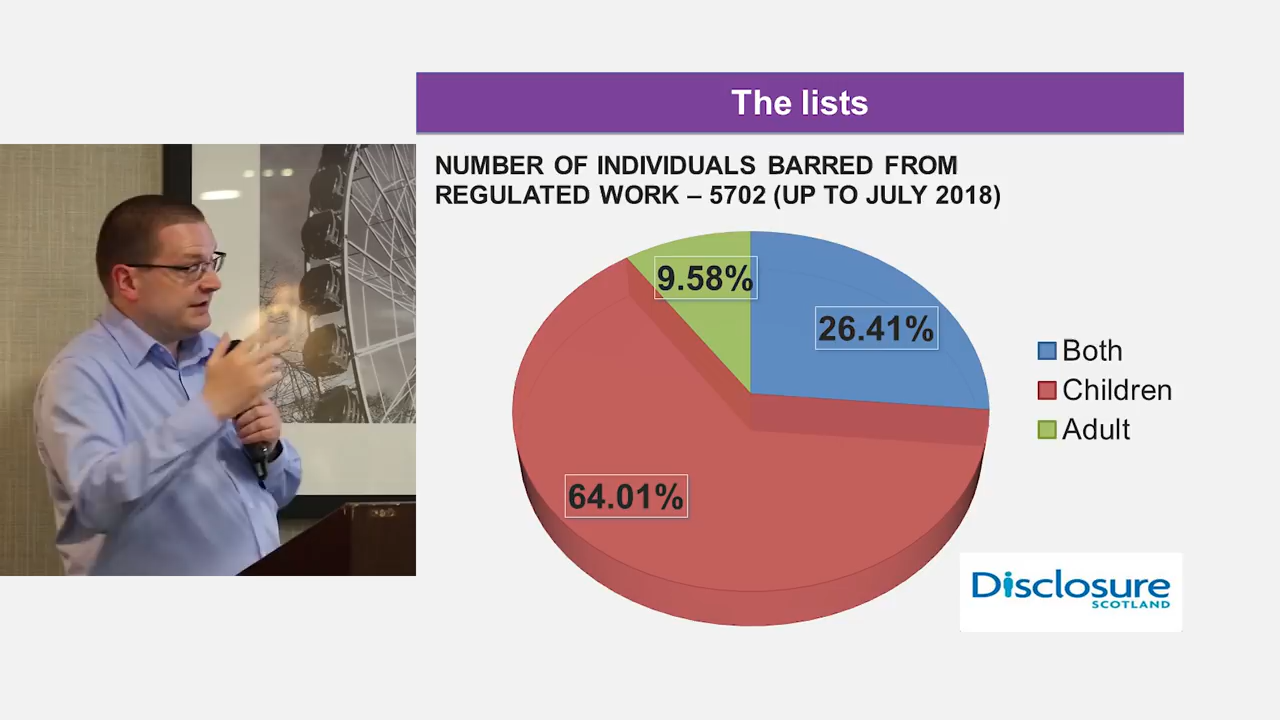 The lists
NUMBER OF INDIVIDUALS BARRED FROM
REGULATED WORK – 5702 (UP TO JULY 2018)
9.58%
26.41%
64.01%
Both
Children
Adult
Disclosure
SCOTLAND